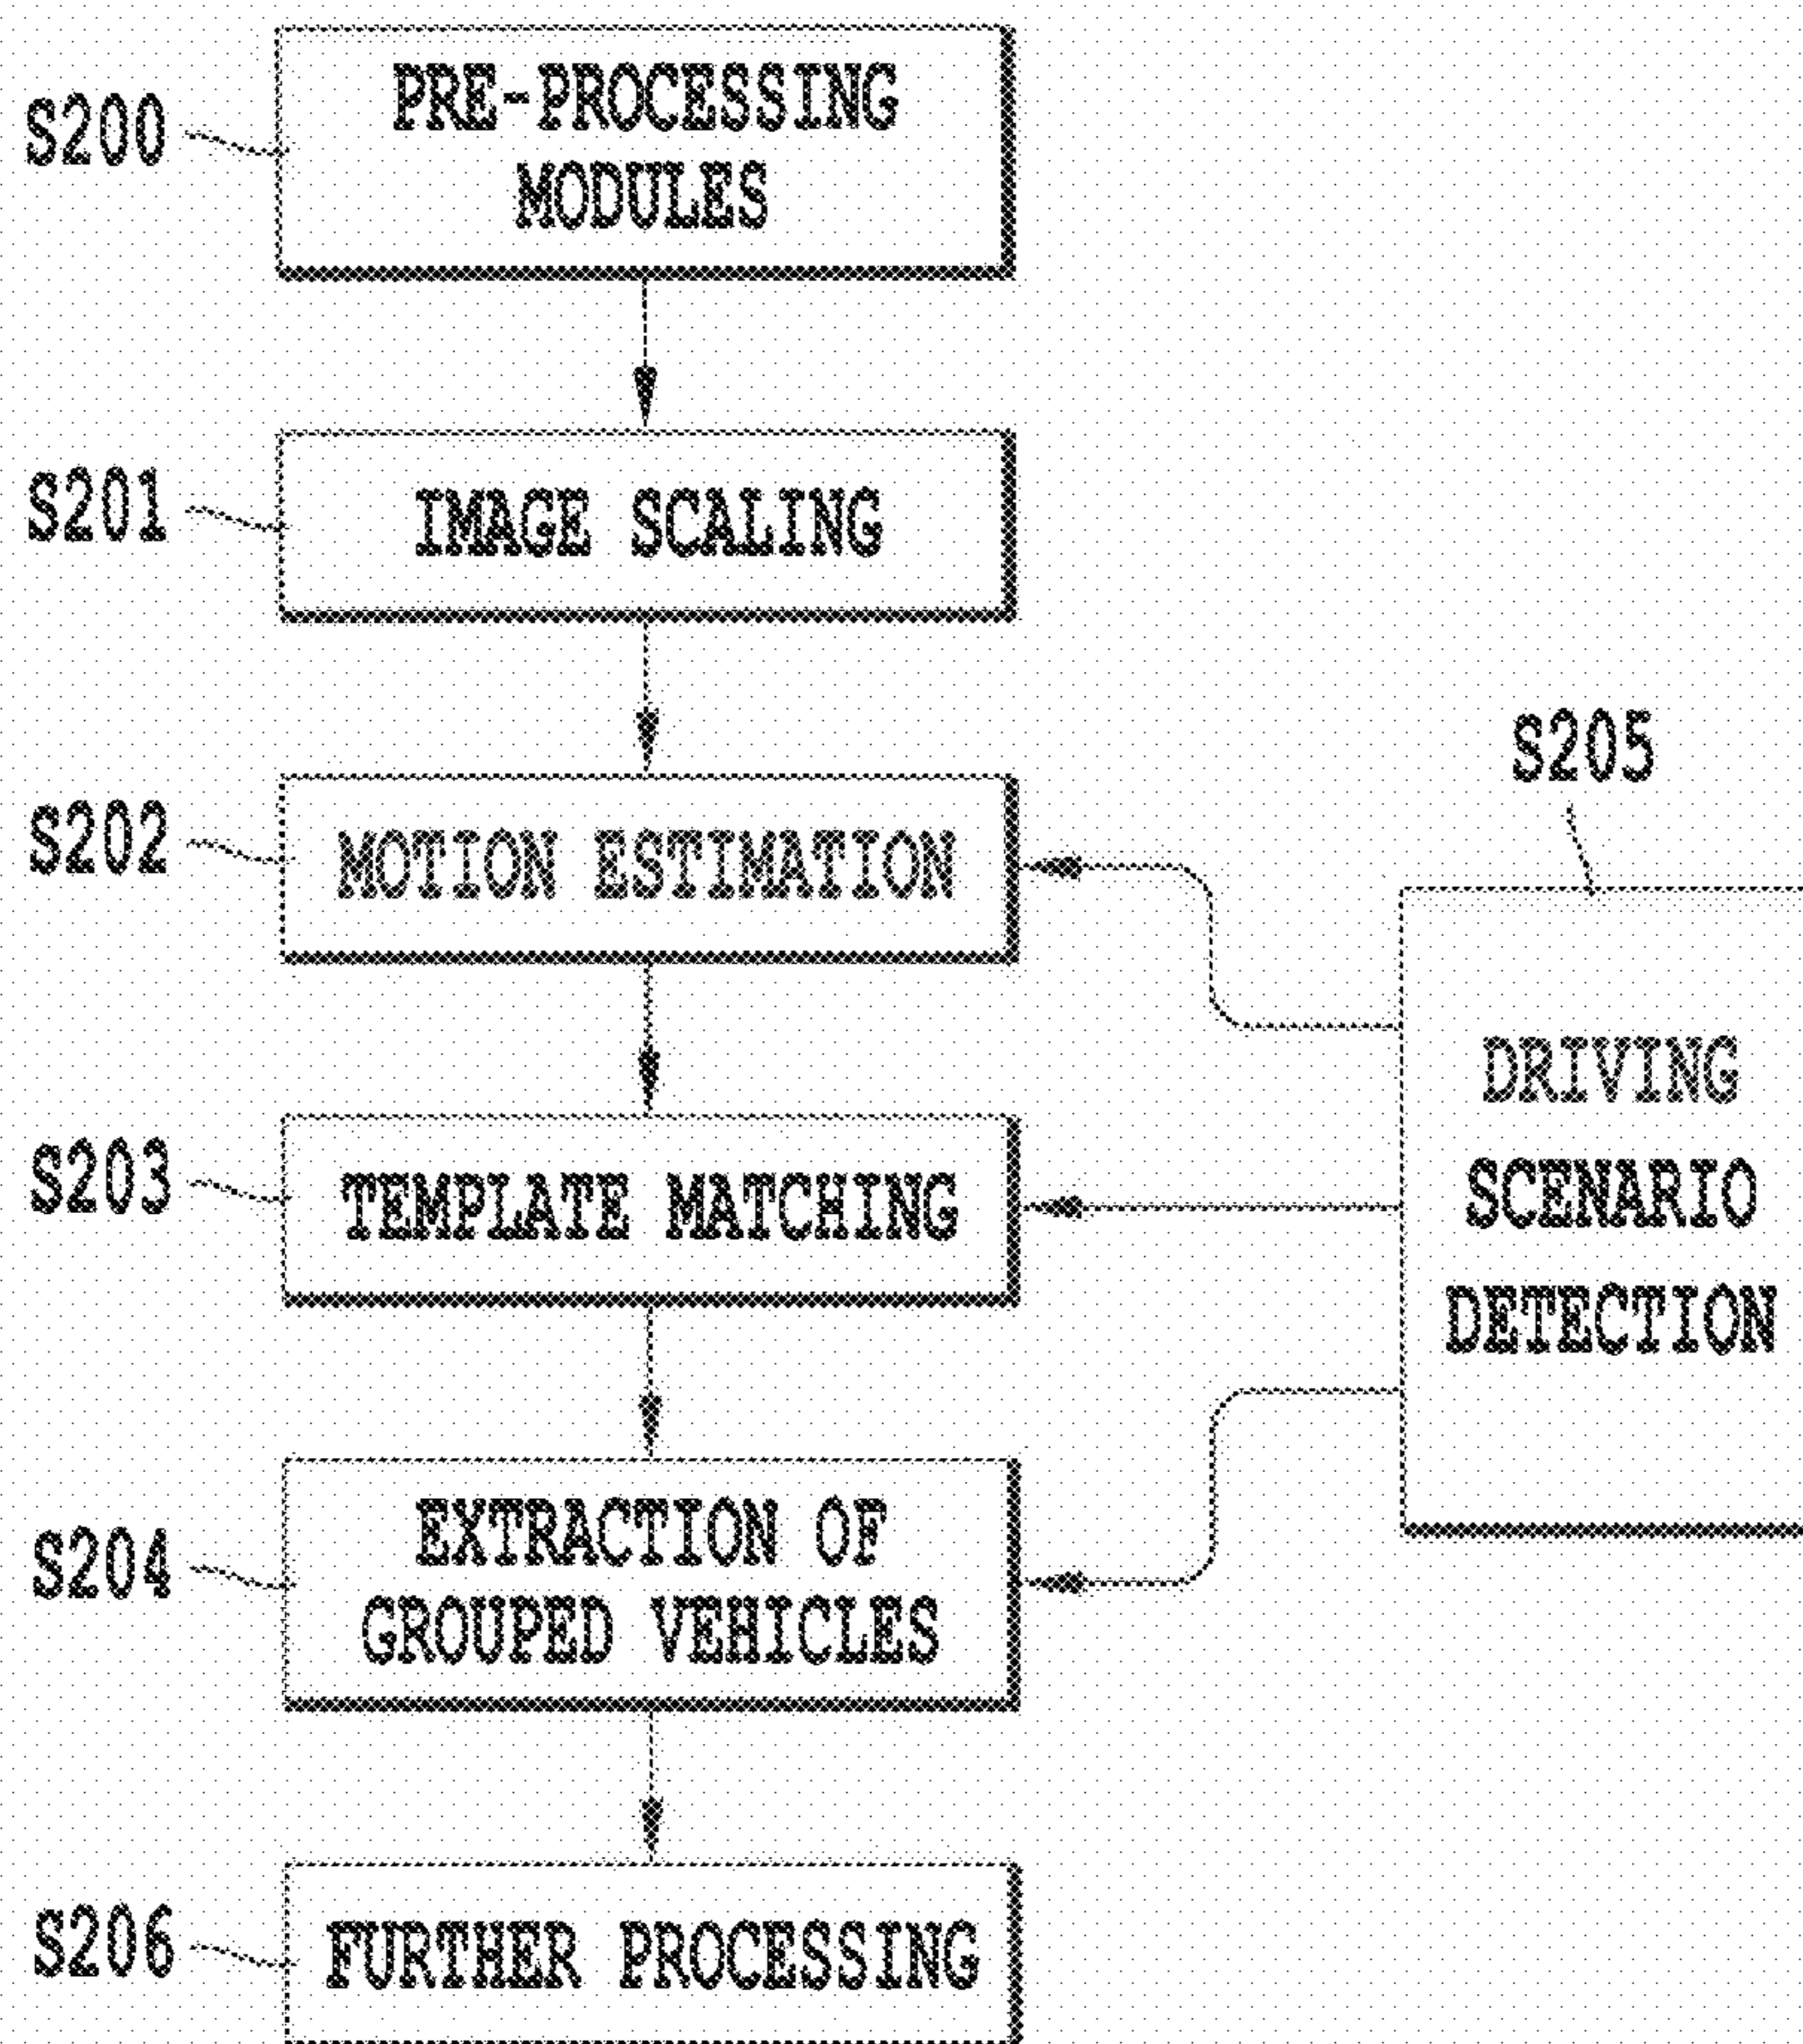 S200
PRE-PROCESSING
MODULES
S201
IMAGE SCALING
S202
MOTION ESTIMATION
S203
TEMPLATE MATCHING
S204
EXTRACTION OF
GROUPED VEHICLES
S205
DRIVING
SCENARIO
DETECTION
S206
FURTHER PROCESSING